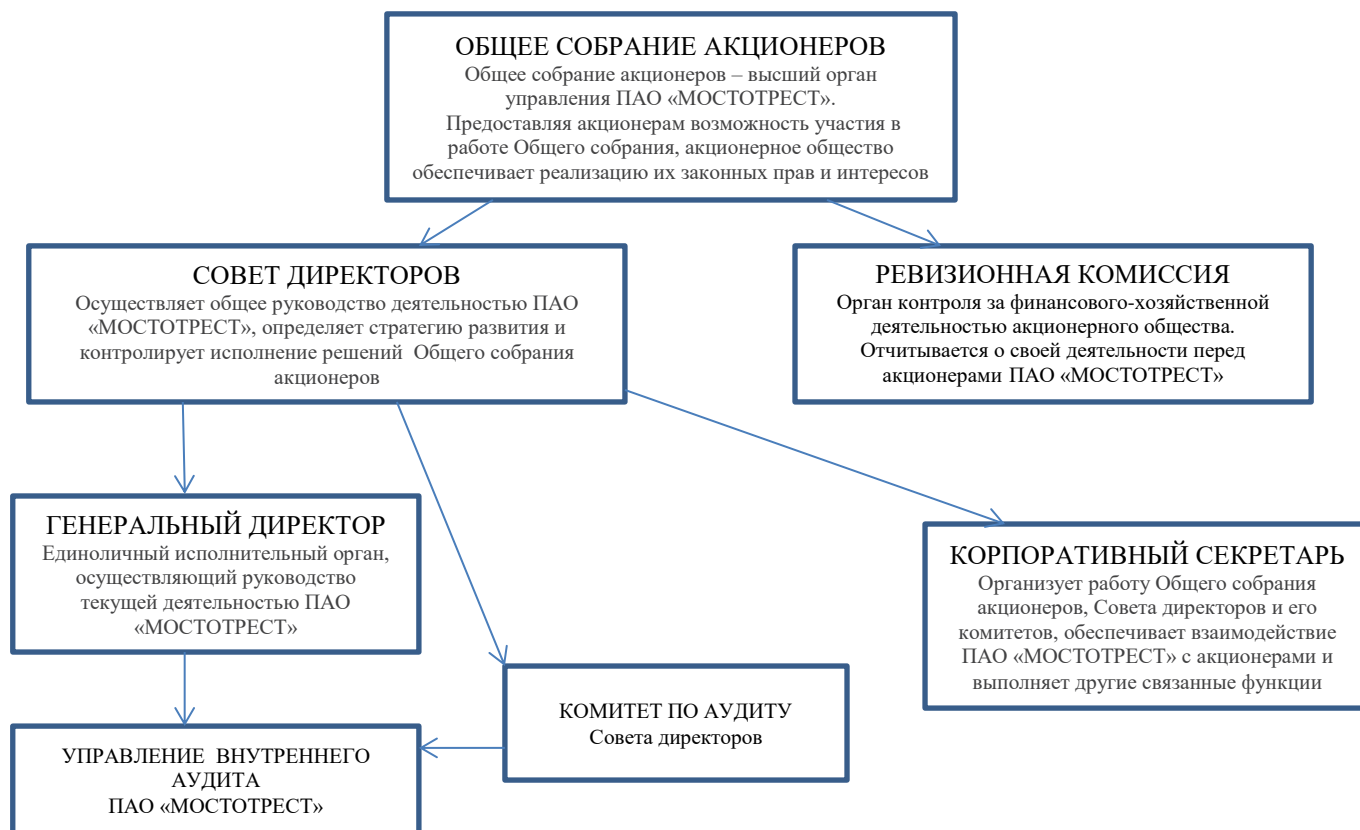 ОБЩЕЕ СОБРАНИЕ АКЦИОНЕРОВ
Общее собрание акционеров – высший орган
управления ПАО «МОСТОТРЕСТ».
Предоставляя акционерам возможность участия в
работе Общего собрания, акционерное общество
обеспечивает реализацию их законных прав и интересов
СОВЕТ ДИРЕКТОРОВ
Осуществляет общее руководство деятельностью ПАО
«МОСТОТРЕСТ», определяет стратегию развития и
контролирует исполнение решений Общего собрания
акционеров
РЕВИЗИОННАЯ КОМИССИЯ
Орган контроля за финансового-хозяйственной
деятельностью акционерного общества.
Отчитывается о своей деятельности перед
акционерами ПАО «МОСТОТРЕСТ»
ГЕНЕРАЛЬНЫЙ ДИРЕКТОР
Единоличный исполнительный орган,
осуществляющий руководство
текущей деятельностью ПАО
«МОСТОТРЕСТ»
КОРПОРАТИВНЫЙ СЕКРЕТАРЬ
Организует работу Общего собрания
акционеров, Совета директоров и его
комитетов, обеспечивает взаимодействие
ПАО «МОСТОТРЕСТ» с акционерами и
выполняет другие связанные функции
КОМИТЕТ ПО АУДИТУ
Совета директоров
УПРАВЛЕНИЕ ВНУТРЕННЕГО
АУДИТА
ПАО «МОСТОТРЕСТ»